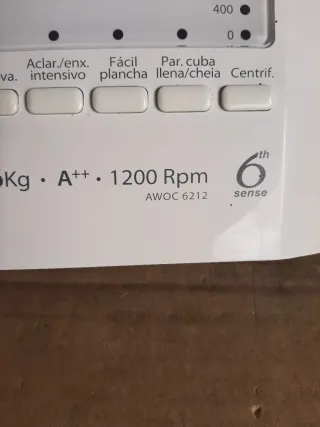 400
0
Aclar./enx. intensivo
Fácil plancha
Par. cuba llena/cheia
Centrif.
Kg · A++ · 1200 Rpm
AWOC 6212
6th sense